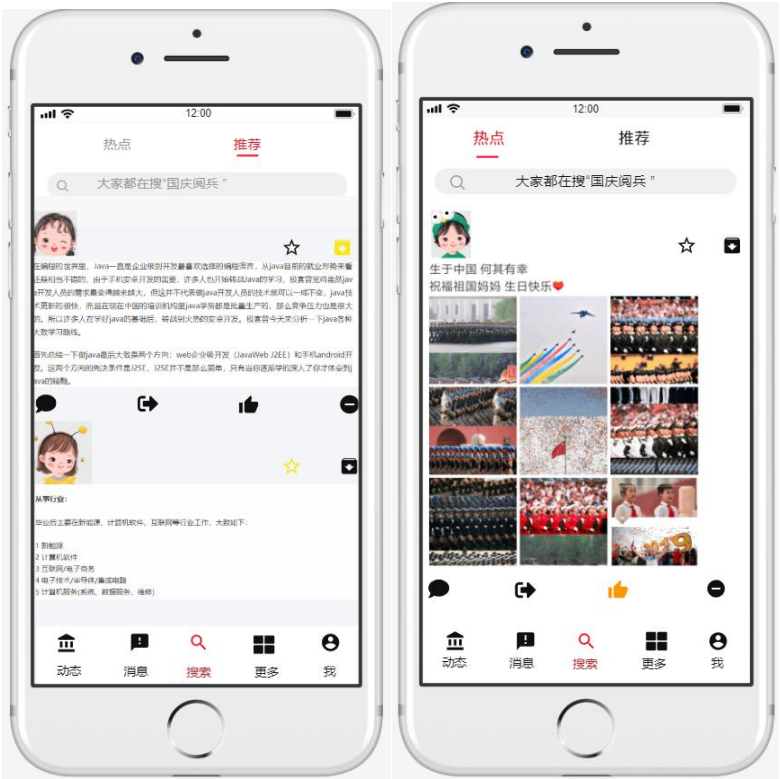 12:00
热点
推荐
大家都在搜“国庆阅兵 ”
在编程的世界里，Java一直是企业级别开发最喜欢选择的编程语言，从java目前的就业形势来看
还是相当不错的，由于手机安卓开发的需要，许多人也开始转战Java的学习，极客营觉得虽然jav
a开发人员的需求量变得越来越大，但这并不代表做java开发人员的技术就可以一成不变，java技
术更新的很快，而且在现在中国的培训机构里java学员都是批量生产的，那么竞争压力也是很大
的。所以许多人在学好java的基础后，转战到火热的安卓开发。极客营今天来分析一下java各种
大致学习路线。
首先总结一下做java最后大致是两个方向：web企业级开发（JavaWeb J2EE）和手机android开
发。这两个方向的先决条件是J2SE，J2SE并不是那么简单，只有当你逐渐学的深入了你才体会到j
ava的精髓。
从事行业：
毕业后主要在新能源、计算机软件、互联网等行业工作，大致如下：
1 新能源
2 计算机软件
3 互联网/电子商务
4 电子技术/半导体/集成电路
5 计算机服务(系统、数据服务、维修)
动态
消息
搜索
更多
我
12:00
热点
推荐
大家都在搜“国庆阅兵 ”
生于中国 何其有幸
祝福祖国妈妈 生日快乐❤
动态
消息
搜索
更多
我